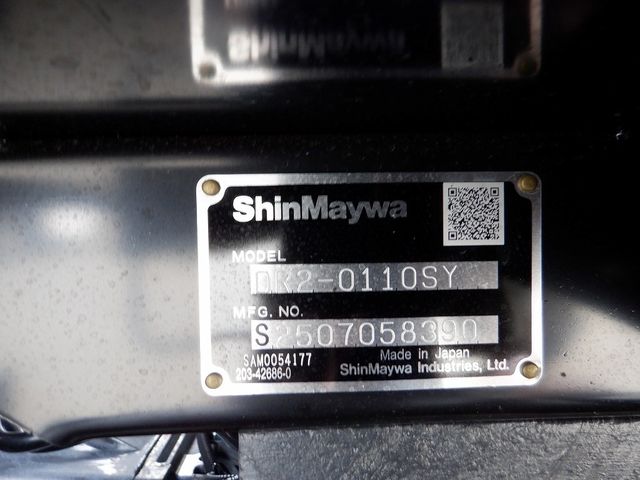 ShinMaywa
MODEL
DR2-0110SY
MFG. NO.
S2507058390
SAM0054177
Made in Japan
203-42686-0
ShinMaywa Industries, Ltd.